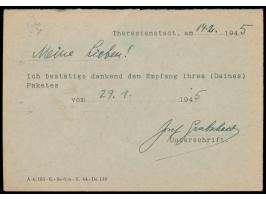 Theresienstadt, am 14.2. 1945
Meine Lieben!
Ich bestätige dankend den Empfang Ihres (Deines)
Paketes
vom 29.1. 1945
Josef
Unterschrift.